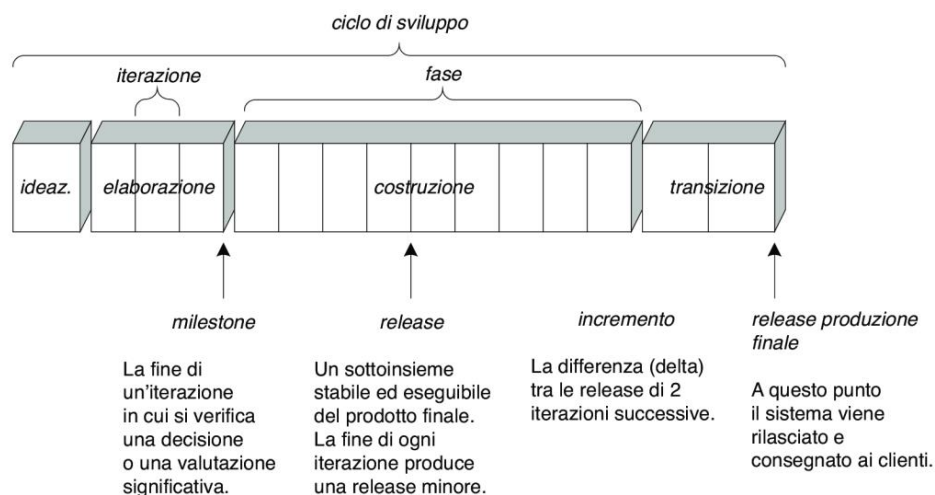 ciclo di sviluppo
iterazione
fase
ideaz.
elaborazione
costruzione
transizione
milestone
La fine di
un'iterazione
in cui si verifica
una decisione
o una valutazione
significativa.
release
Un sottoinsieme
stabile ed eseguibile
del prodotto finale.
La fine di ogni
iterazione produce
una release minore.
incremento
La differenza (delta)
tra le release di 2
iterazioni successive.
release produzione
finale
A questo punto
il sistema viene
rilasciato e
consegnato ai clienti.